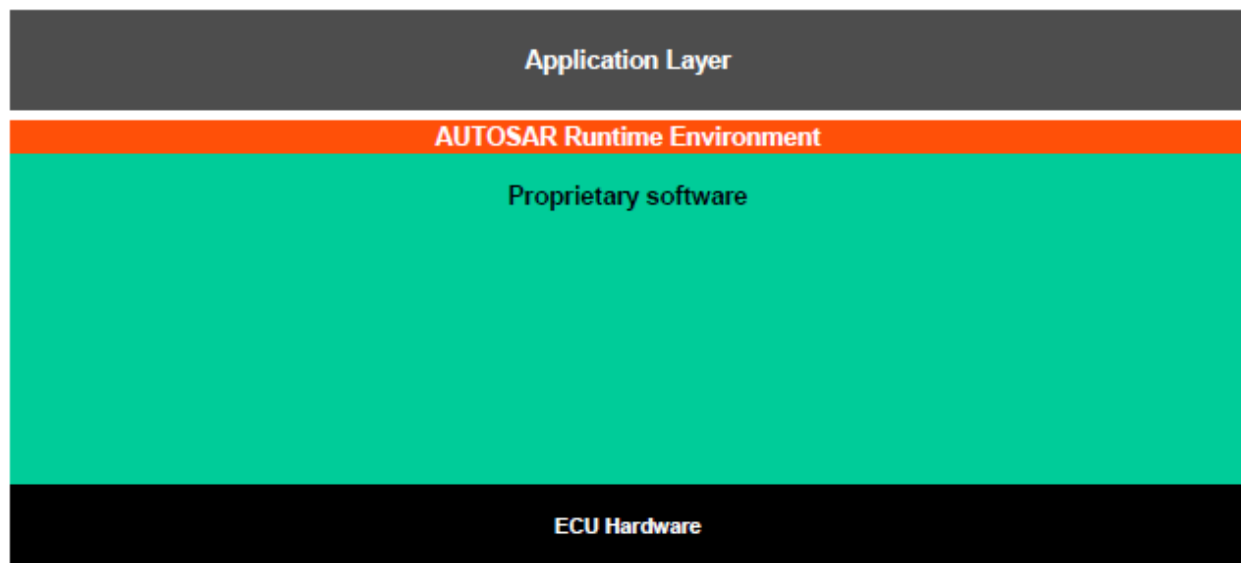 Application Layer
AUTOSAR Runtime Environment
Proprietary software
ECU Hardware